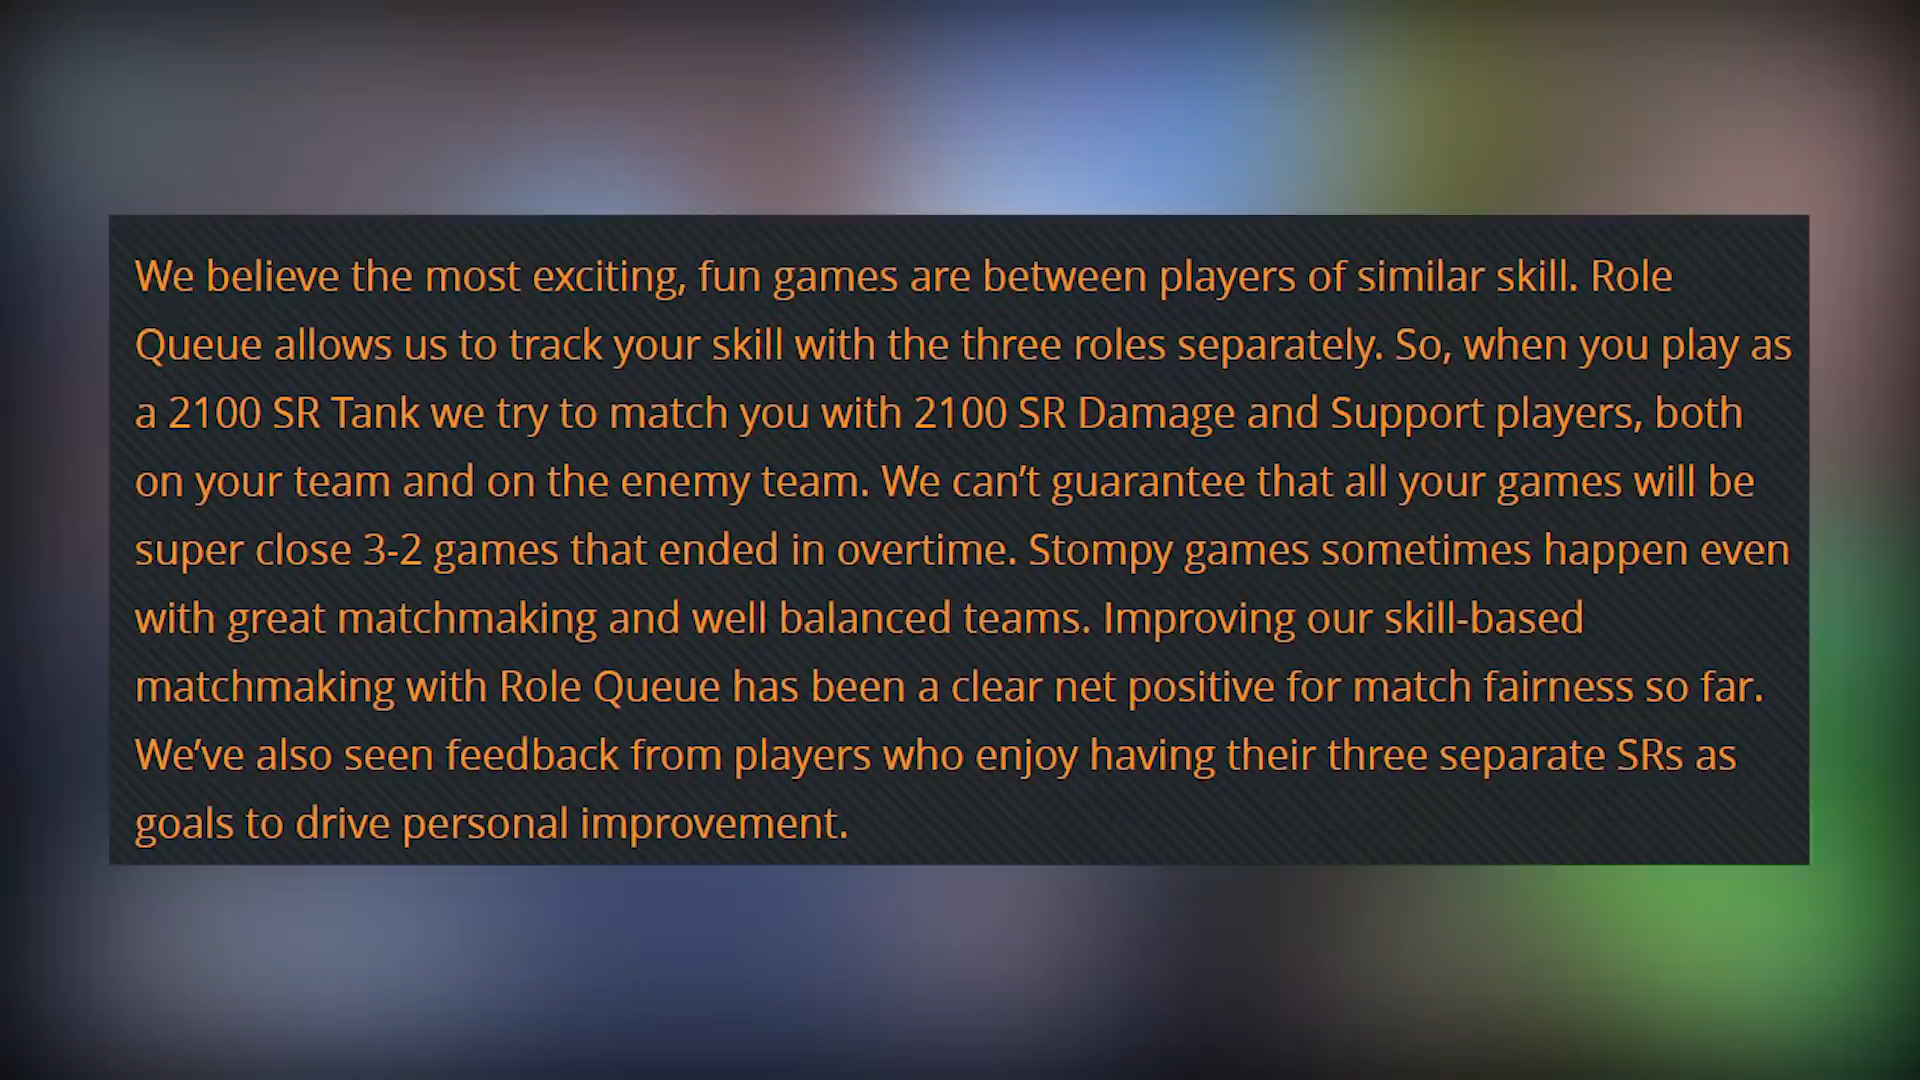 We believe the most exciting, fun games are between players of similar skill. Role
Queue allows us to track your skill with the three roles separately. So, when you play as
a 2100 SR Tank we try to match you with 2100 SR Damage and Support players, both
on your team and on the enemy team. We can’t guarantee that all your games will be
super close 3-2 games that ended in overtime. Stompy games sometimes happen even
with great matchmaking and well balanced teams. Improving our skill-based
matchmaking with Role Queue has been a clear net positive for match fairness so far.
We’ve also seen feedback from players who enjoy having their three separate SRs as
goals to drive personal improvement.